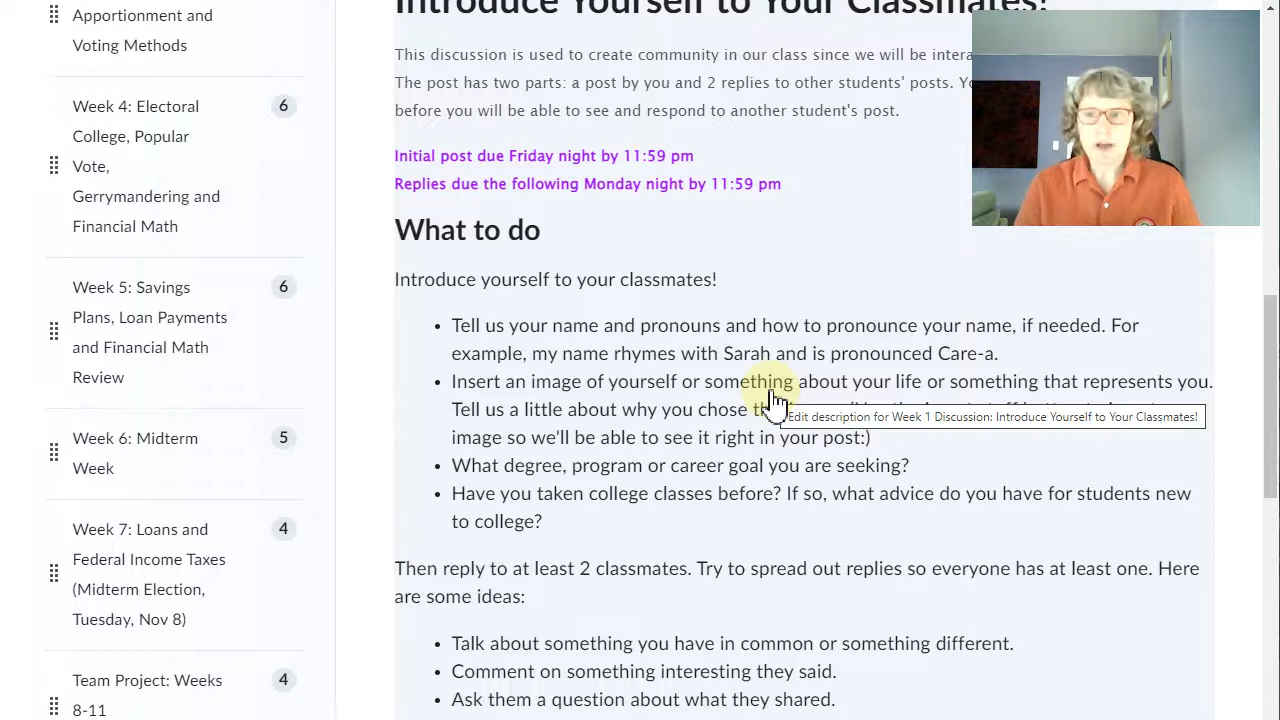 Apportionment and
Voting Methods
Week 4: Electoral
College, Popular
Vote,
Gerrymandering and
Financial Math
6
Week 5: Savings
Plans, Loan Payments
and Financial Math
Review
6
Week 6: Midterm
Week
5
Week 7: Loans and
Federal Income Taxes
(Midterm Election,
Tuesday, Nov 8)
4
Team Project: Weeks
8-11
4
Introduce Yourself to Your Classmates!
This discussion is used to create community in our class since we will be
The post has two parts: a post by you and 2 replies to other students' posts.
before you will be able to see and respond to another student's post.
Initial post due Friday night by 11:59 pm
Replies due the following Monday night by 11:59 pm
What to do
Introduce yourself to your classmates!
• Tell us your name and pronouns and how to pronounce your name, if needed. For
example, my name rhymes with Sarah and is pronounced Care-a.
• Insert an image of yourself or something about your life or something that represents you.
Tell us a little about why you chose
Edit description for Week 1 Discussion: Introduce Yourself to Your Classmates!
image so we'll be able to see it right in your post:)
• What degree, program or career goal you are seeking?
• Have you taken college classes before? If so, what advice do you have for students new
to college?
Then reply to at least 2 classmates. Try to spread out replies so everyone has at least one. Here
are some ideas:
• Talk about something you have in common or something different.
• Comment on something interesting they said.
• Ask them a question about what they shared.